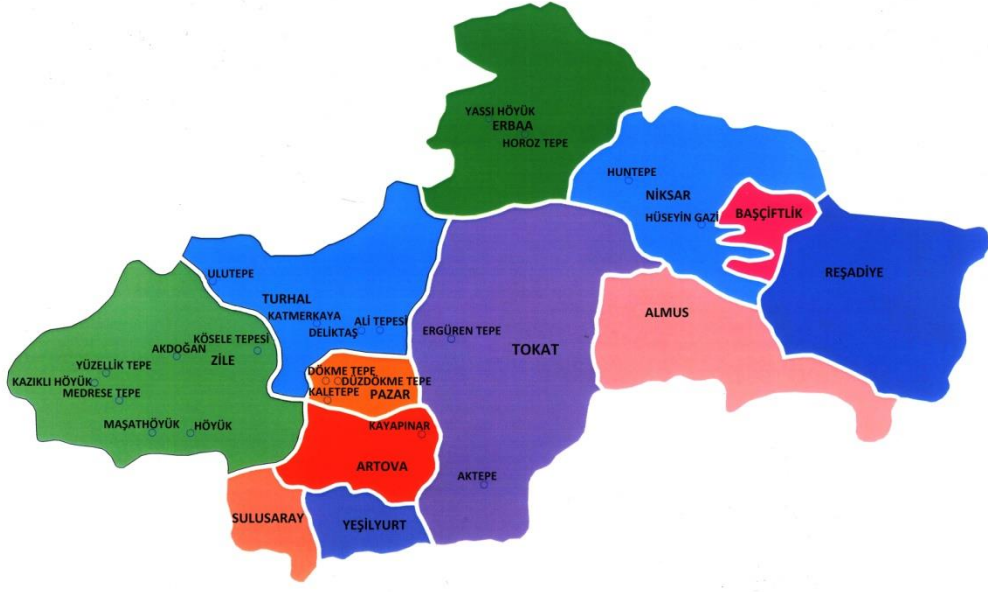 YASSI HÖYÜK
ERBAA
HOROZ TEPE
HUNTEPE
NİKSAR
HÜSEYİN GAZİ
BAŞÇİFTLİK
REŞADİYE
ULUTEPE
TURHAL
KATMERKAYA
DELİKTAŞ
ALİ TEPESİ
ERGÜREN TEPE
TOKAT
ALMUS
KÖSELE TEPESİ
AKDOĞAN
ZİLE
YÜZELLİK TEPE
KAZIKLI HÖYÜK
MEDRESE TEPE
MAŞATHÖYÜK
HÖYÜK
DÖKME TEPE
DÜZDÖKME TEPE
KALETEPE
PAZAR
KAYAPINAR
ARTOVA
AKTEPE
SULUSARAY
YEŞİLYURT